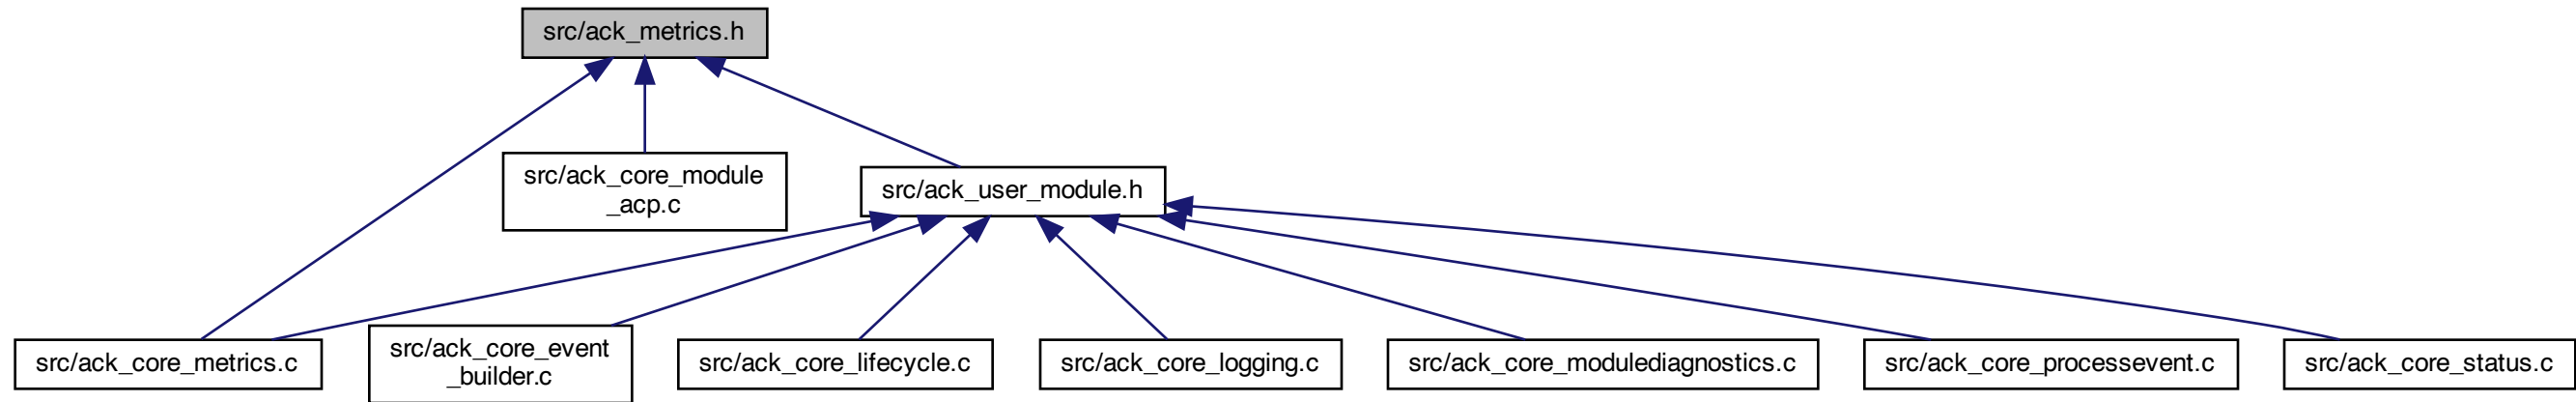 src/ack_metrics.h
src/ack_core_module
_acp.c
src/ack_user_module.h
src/ack_core_metrics.c
src/ack_core_event
_builder.c
src/ack_core_lifecycle.c
src/ack_core_logging.c
src/ack_core_modulediagnostics.c
src/ack_core_processevent.c
src/ack_core_status.c